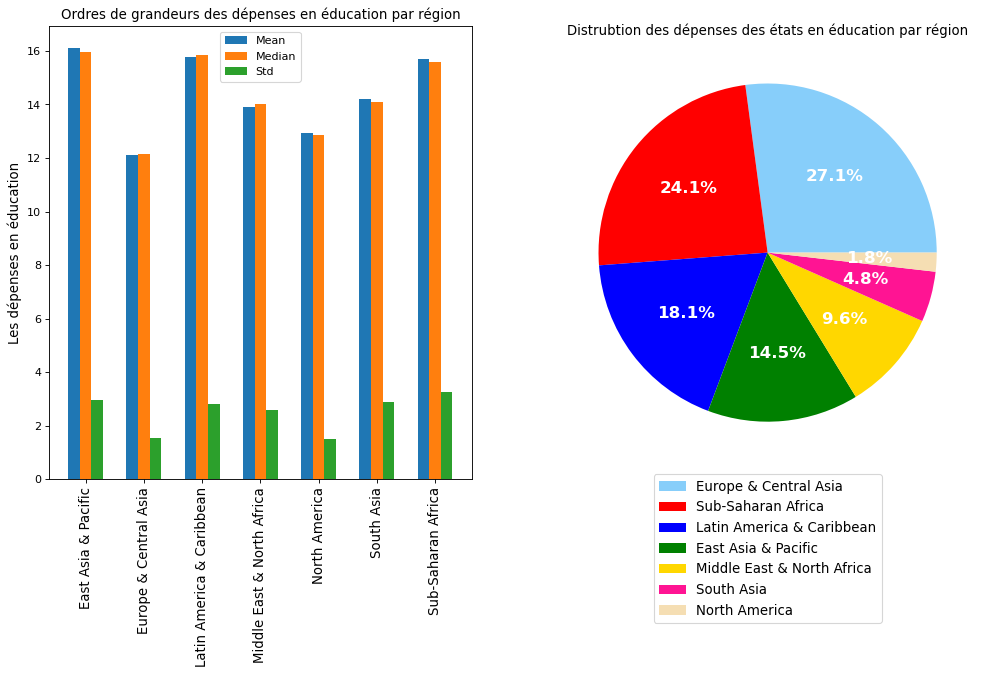 Ordres de grandeurs des dépenses en éducation par région
Mean
Median
Std
Les dépenses en éducation
16
14
12
10
8
6
4
2
0
East Asia & Pacific
Europe & Central Asia
Latin America & Caribbean
Middle East & North Africa
North America
South Asia
Sub-Saharan Africa
Distrubtion des dépenses des états en éducation par région
27.1%
24.1%
18.1%
14.5%
9.6%
4.8%
1.8%
Europe & Central Asia
Sub-Saharan Africa
Latin America & Caribbean
East Asia & Pacific
Middle East & North Africa
South Asia
North America